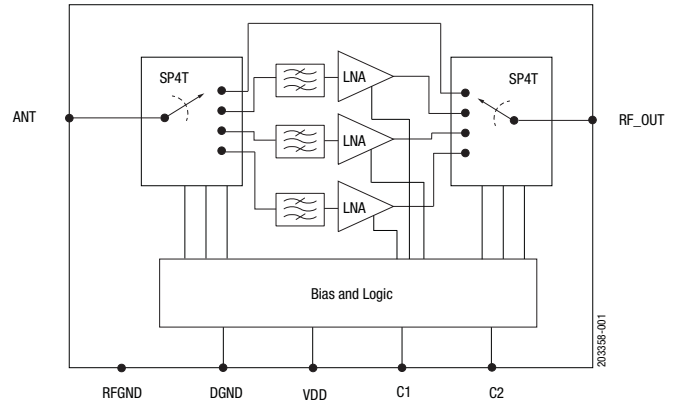 SP4T
LNA
SP4T
ANT
RF_OUT
LNA
LNA
Bias and Logic
203358-001
RFGND
DGND
VDD
C1
C2